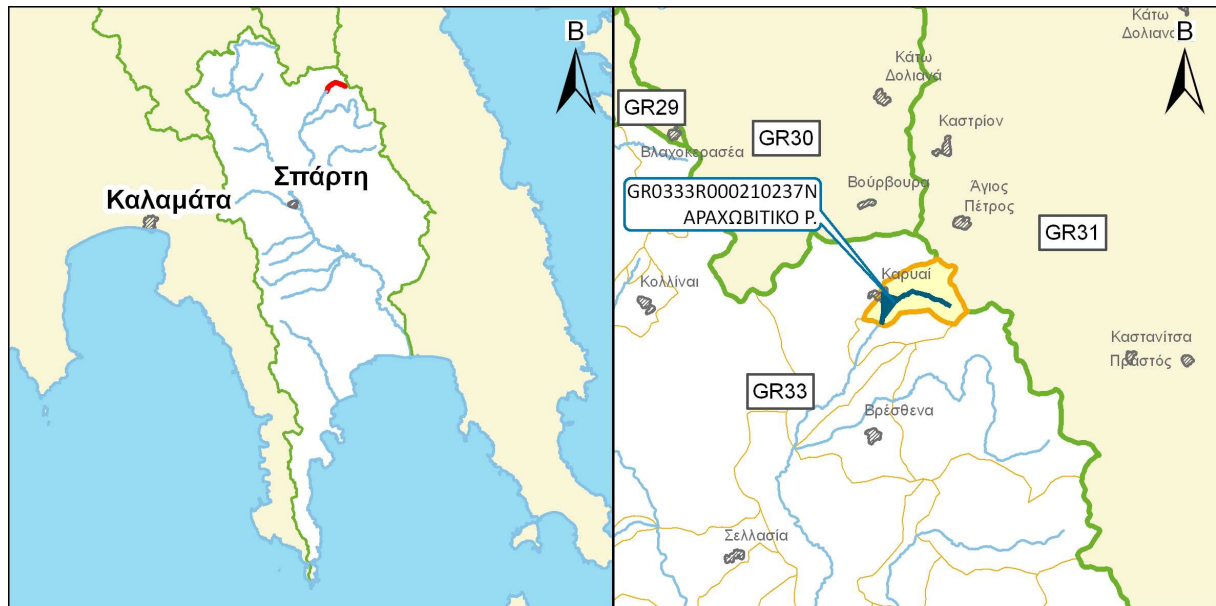 Β
Σπάρτη
Καλαμάτα
Κάτω
Δολιανα
Β
Κάτω
Δολιανά
GR29
Βλαχοκερασέα
GR30
Καστρίον
GR0333R000210237N
ΑΡΑΧΩΒΙΤΙΚΟ Ρ.
Βούρβουρα
Άγιος
Πέτρος
GR31
Καρυαί
Κολλίναι
Καστανίτσα
Πραστός
GR33
Βρέσθενα
Σελλασία